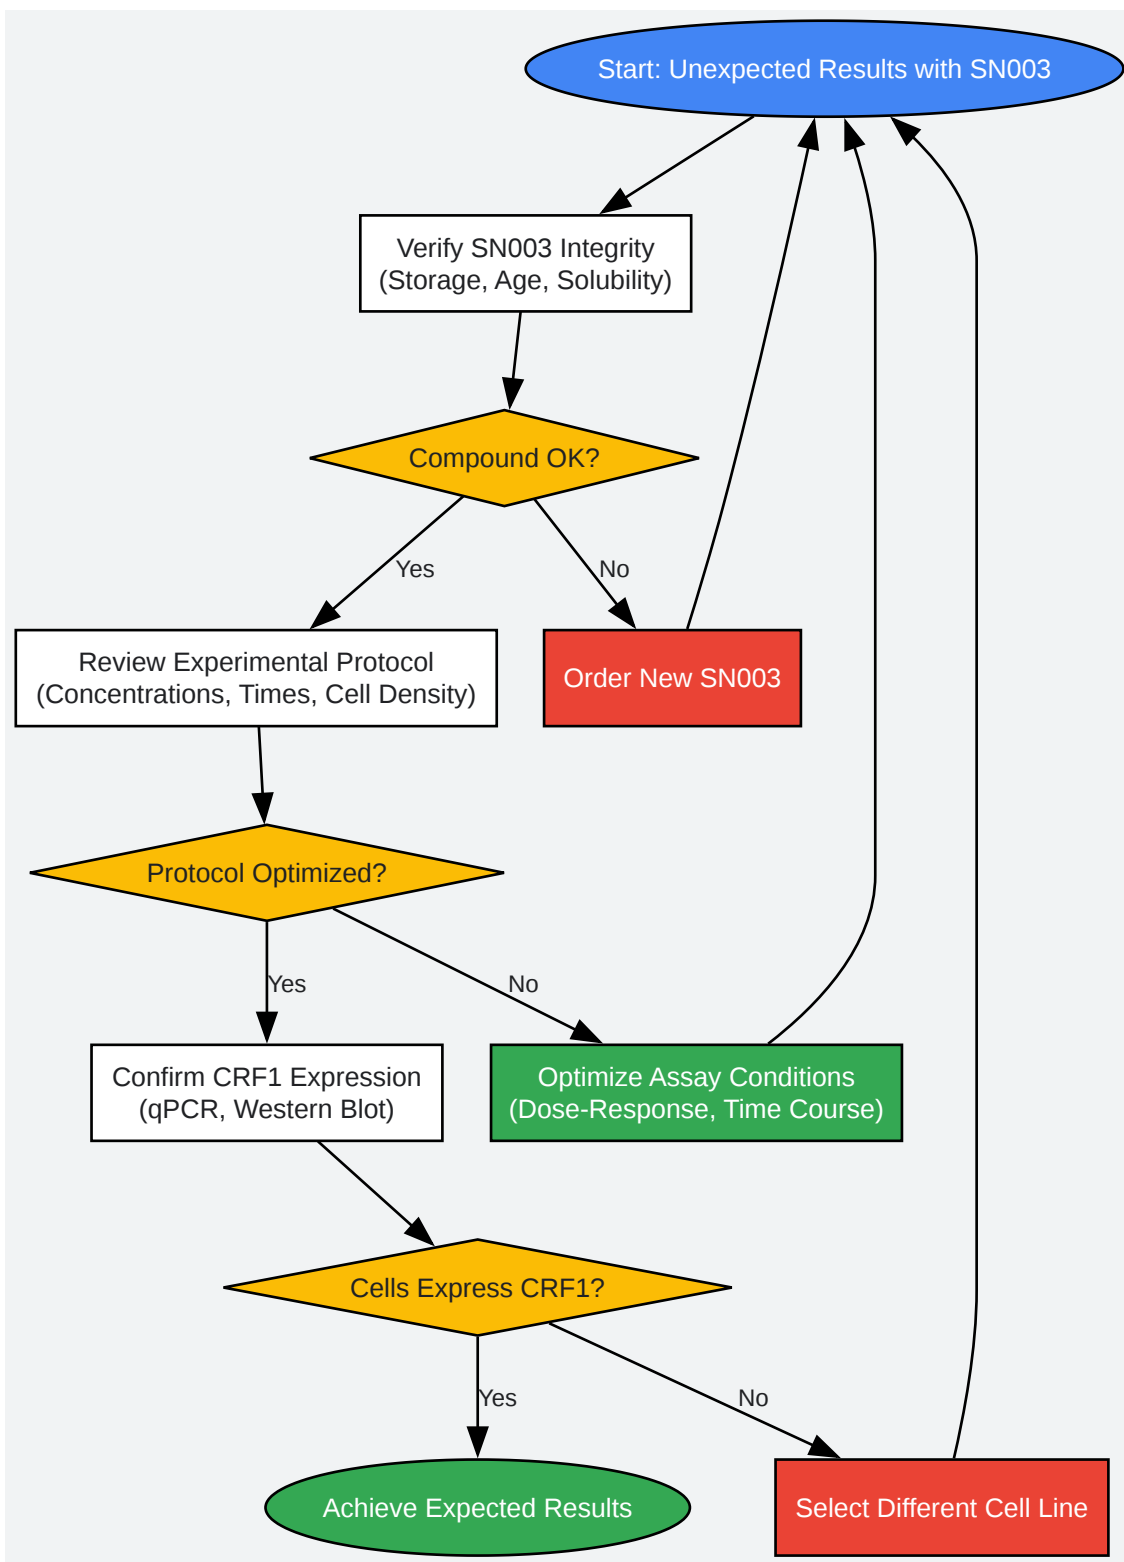 Start: Unexpected Results with SN003
Verify SN003 Integrity
(Storage, Age, Solubility)
Compound OK?
Yes
No
Review Experimental Protocol
(Concentrations, Times, Cell Density)
Order New SN003
Protocol Optimized?
Yes
No
Confirm CRF1 Expression
(qPCR, Western Blot)
Optimize Assay Conditions
(Dose-Response, Time Course)
Cells Express CRF1?
Yes
No
Achieve Expected Results
Select Different Cell Line